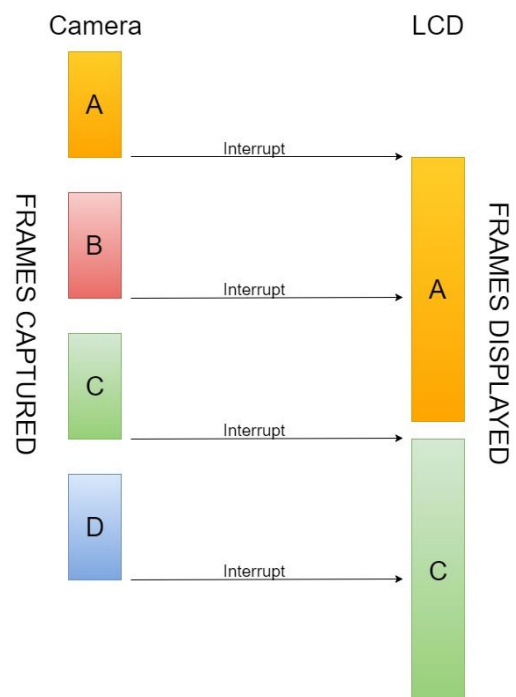 Camera
LCD
A
Interrupt
FRAMES CAPTURED
B
Interrupt
A
FRAMES DISPLAYED
C
Interrupt
D
Interrupt
C